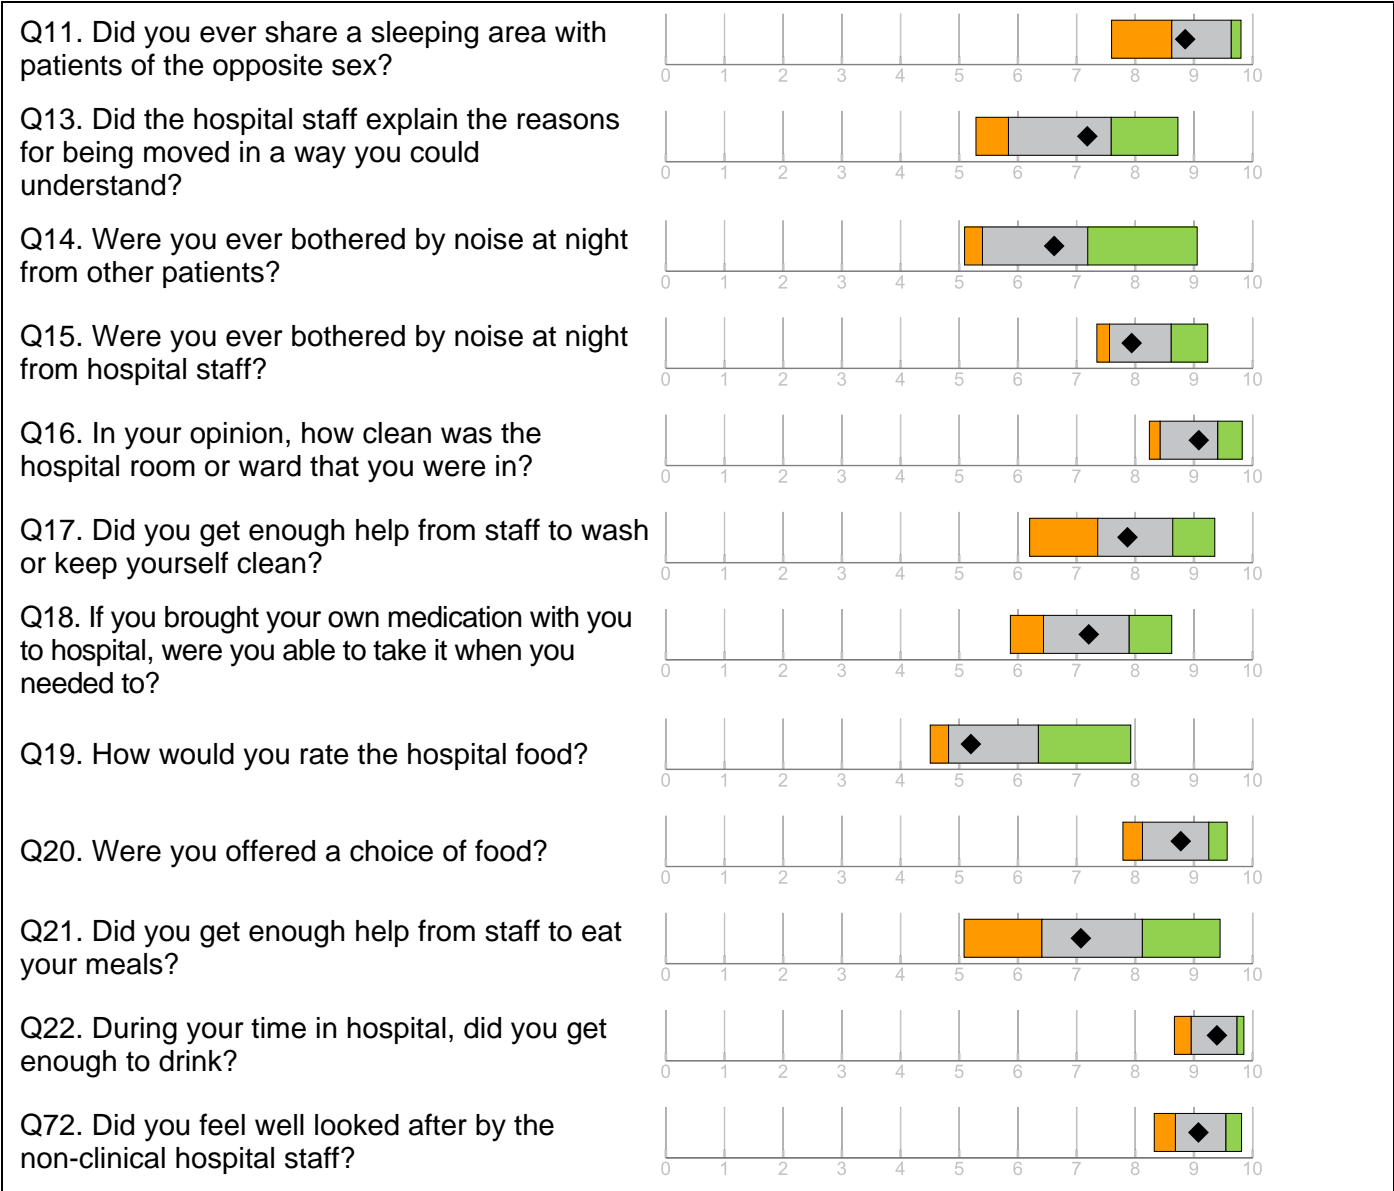 Q11. Did you ever share a sleeping area with
patients of the opposite sex?
0 1 2 3 4 5 6 7 8 9 10
Q13. Did the hospital staff explain the reasons
for being moved in a way you could
understand?
0 1 2 3 4 5 6 7 8 9 10
Q14. Were you ever bothered by noise at night
from other patients?
0 1 2 3 4 5 6 7 8 9 10
Q15. Were you ever bothered by noise at night
from hospital staff?
0 1 2 3 4 5 6 7 8 9 10
Q16. In your opinion, how clean was the
hospital room or ward that you were in?
0 1 2 3 4 5 6 7 8 9 10
Q17. Did you get enough help from staff to wash
or keep yourself clean?
0 1 2 3 4 5 6 7 8 9 10
Q18. If you brought your own medication with you
to hospital, were you able to take it when you
needed to?
0 1 2 3 4 5 6 7 8 9 10
Q19. How would you rate the hospital food?
0 1 2 3 4 5 6 7 8 9 10
Q20. Were you offered a choice of food?
0 1 2 3 4 5 6 7 8 9 10
Q21. Did you get enough help from staff to eat
your meals?
0 1 2 3 4 5 6 7 8 9 10
Q22. During your time in hospital, did you get
enough to drink?
0 1 2 3 4 5 6 7 8 9 10
Q72. Did you feel well looked after by the
non-clinical hospital staff?
0 1 2 3 4 5 6 7 8 9 10